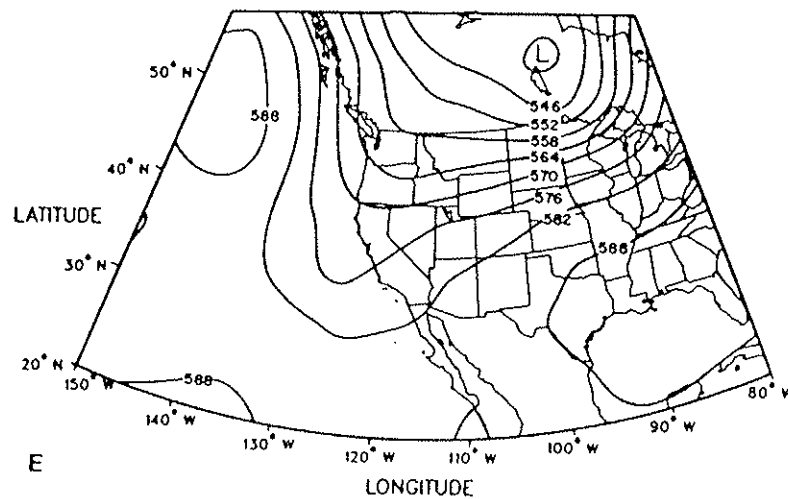 L
50° N
546
588
552
558
564
40° N
570
576
LATITUDE
582
588
30° N
20° N
150° W
588
80° W
140° W
90° W
130° W
100° W
120° W
110° W
E
LONGITUDE